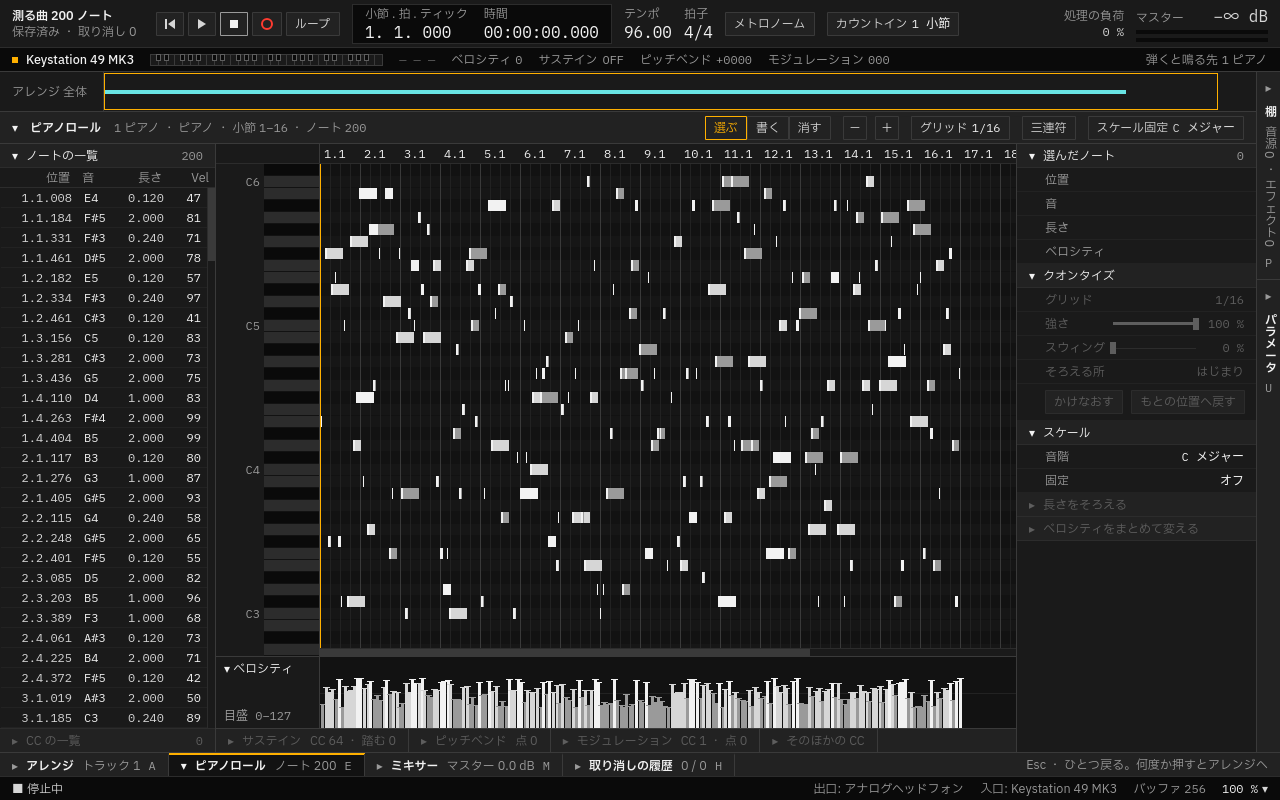 測る曲 200 ノート
保存済み ・ 取り消し 0
ループ
小節 . 拍 . ティック 時間
1. 1. 000 00:00:00.000
テンポ 拍子
96.00 4/4
メトロノーム
カウントイン 1 小節
処理の負荷
0 %
マスター −∞ dB
Keystation 49 MK3
— — — ベロシティ 0 サステイン OFF ピッチベンド +0000 モジュレーション 000
弾くと鳴る先 1 ピアノ
アレンジ 全体
▼ ピアノロール 1 ピアノ ・ ピアノ ・ 小節 1–16 ・ ノート 200
選ぶ 書く 消す − + グリッド 1/16 三連符 スケール固定 C メジャー
▼ ノートの一覧 200
位置 音 長さ Vel
1.1.008 E4 0.120 47
1.1.184 F#5 2.000 81
1.1.331 F#3 0.240 71
1.1.461 D#5 2.000 78
1.2.182 E5 0.120 57
1.2.334 F#3 0.240 97
1.2.461 C#3 0.120 41
1.3.156 C5 0.120 83
1.3.281 C#3 2.000 73
1.3.436 G5 2.000 75
1.4.110 D4 1.000 83
1.4.263 F#4 2.000 99
1.4.404 B5 2.000 99
2.1.117 B3 0.120 80
2.1.276 G3 1.000 87
2.1.405 G#5 2.000 93
2.2.115 G4 0.240 58
2.2.248 G#5 2.000 65
2.2.401 F#5 0.120 55
2.3.085 D5 2.000 82
2.3.203 B5 1.000 96
2.3.389 F3 1.000 68
2.4.061 A#3 0.120 73
2.4.225 B4 2.000 71
2.4.372 F#5 0.120 42
3.1.019 A#3 2.000 50
3.1.185 C3 0.240 89
▶ CC の一覧 0
1.1 2.1 3.1 4.1 5.1 6.1 7.1 8.1 9.1 10.1 11.1 12.1 13.1 14.1 15.1 16.1 17.1 18
C6
C5
C4
C3
▼ ベロシティ
目盛 0–127
▶ サステイン CC 64 ・ 踏む 0 ▶ ピッチベンド 点 0 ▶ モジュレーション CC 1 ・ 点 0 ▶ そのほかの CC
▼ 選んだノート 0
位置
音
長さ
ベロシティ
▼ クオンタイズ
グリッド 1/16
強さ 100 %
スウィング 0 %
そろえる所 はじまり
かけなおす もとの位置へ戻す
▼ スケール
音階 C メジャー
固定 オフ
▶ 長さをそろえる
▶ ベロシティをまとめて変える
▶ 棚 音源 0 ・ エフェクト 0 P
▶ パラメータ U
▶ アレンジ トラック 1 A ▼ ピアノロール ノート 200 E ▶ ミキサー マスター 0.0 dB M ▶ 取り消しの履歴 0 / 0 H
Esc ・ ひとつ戻る。何度か押すとアレンジへ
■ 停止中
出口: アナログヘッドフォン 入口: Keystation 49 MK3 バッファ 256 100 % ▼